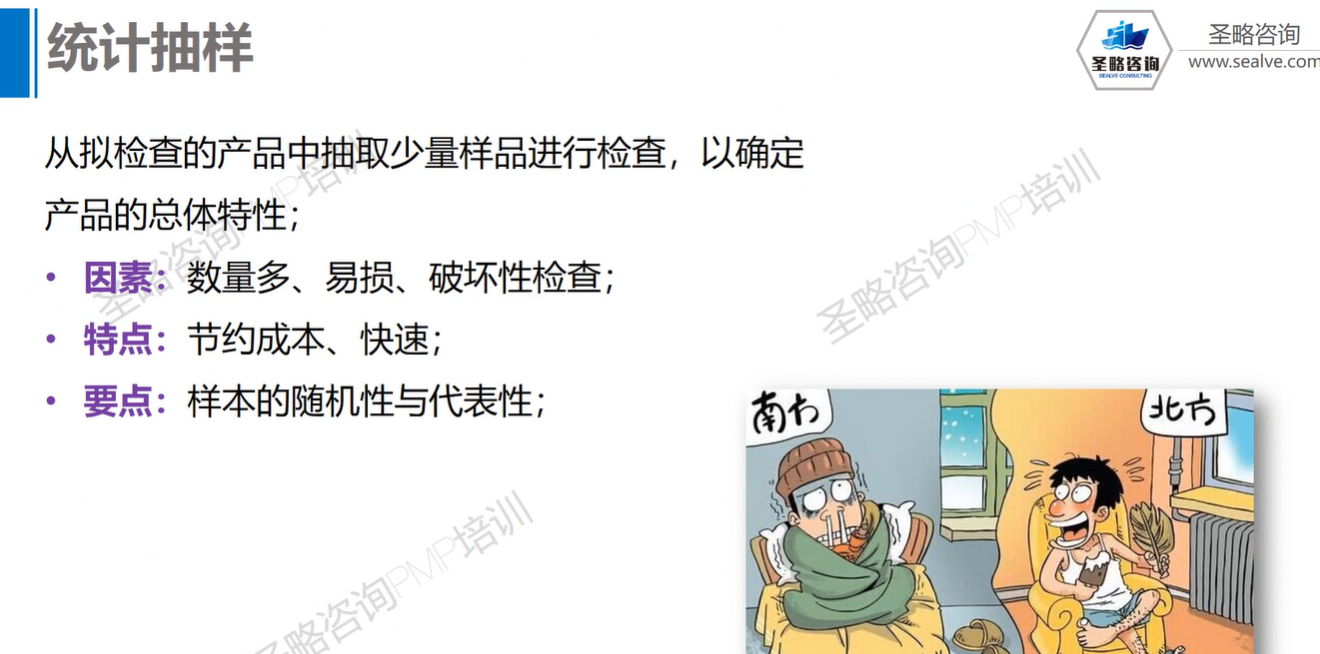 统计抽样
圣略咨询
SEALVE CONSULTING
圣略咨询
www.sealve.com
从拟检查的产品中抽取少量样品进行检查，以确定
产品的总体特性；
• 因素：数量多、易损、破坏性检查；
• 特点：节约成本、快速；
• 要点：样本的随机性与代表性；
南方
北方
圣略咨询PMP培训
圣略咨询PMP培训
圣略咨询PMP培训